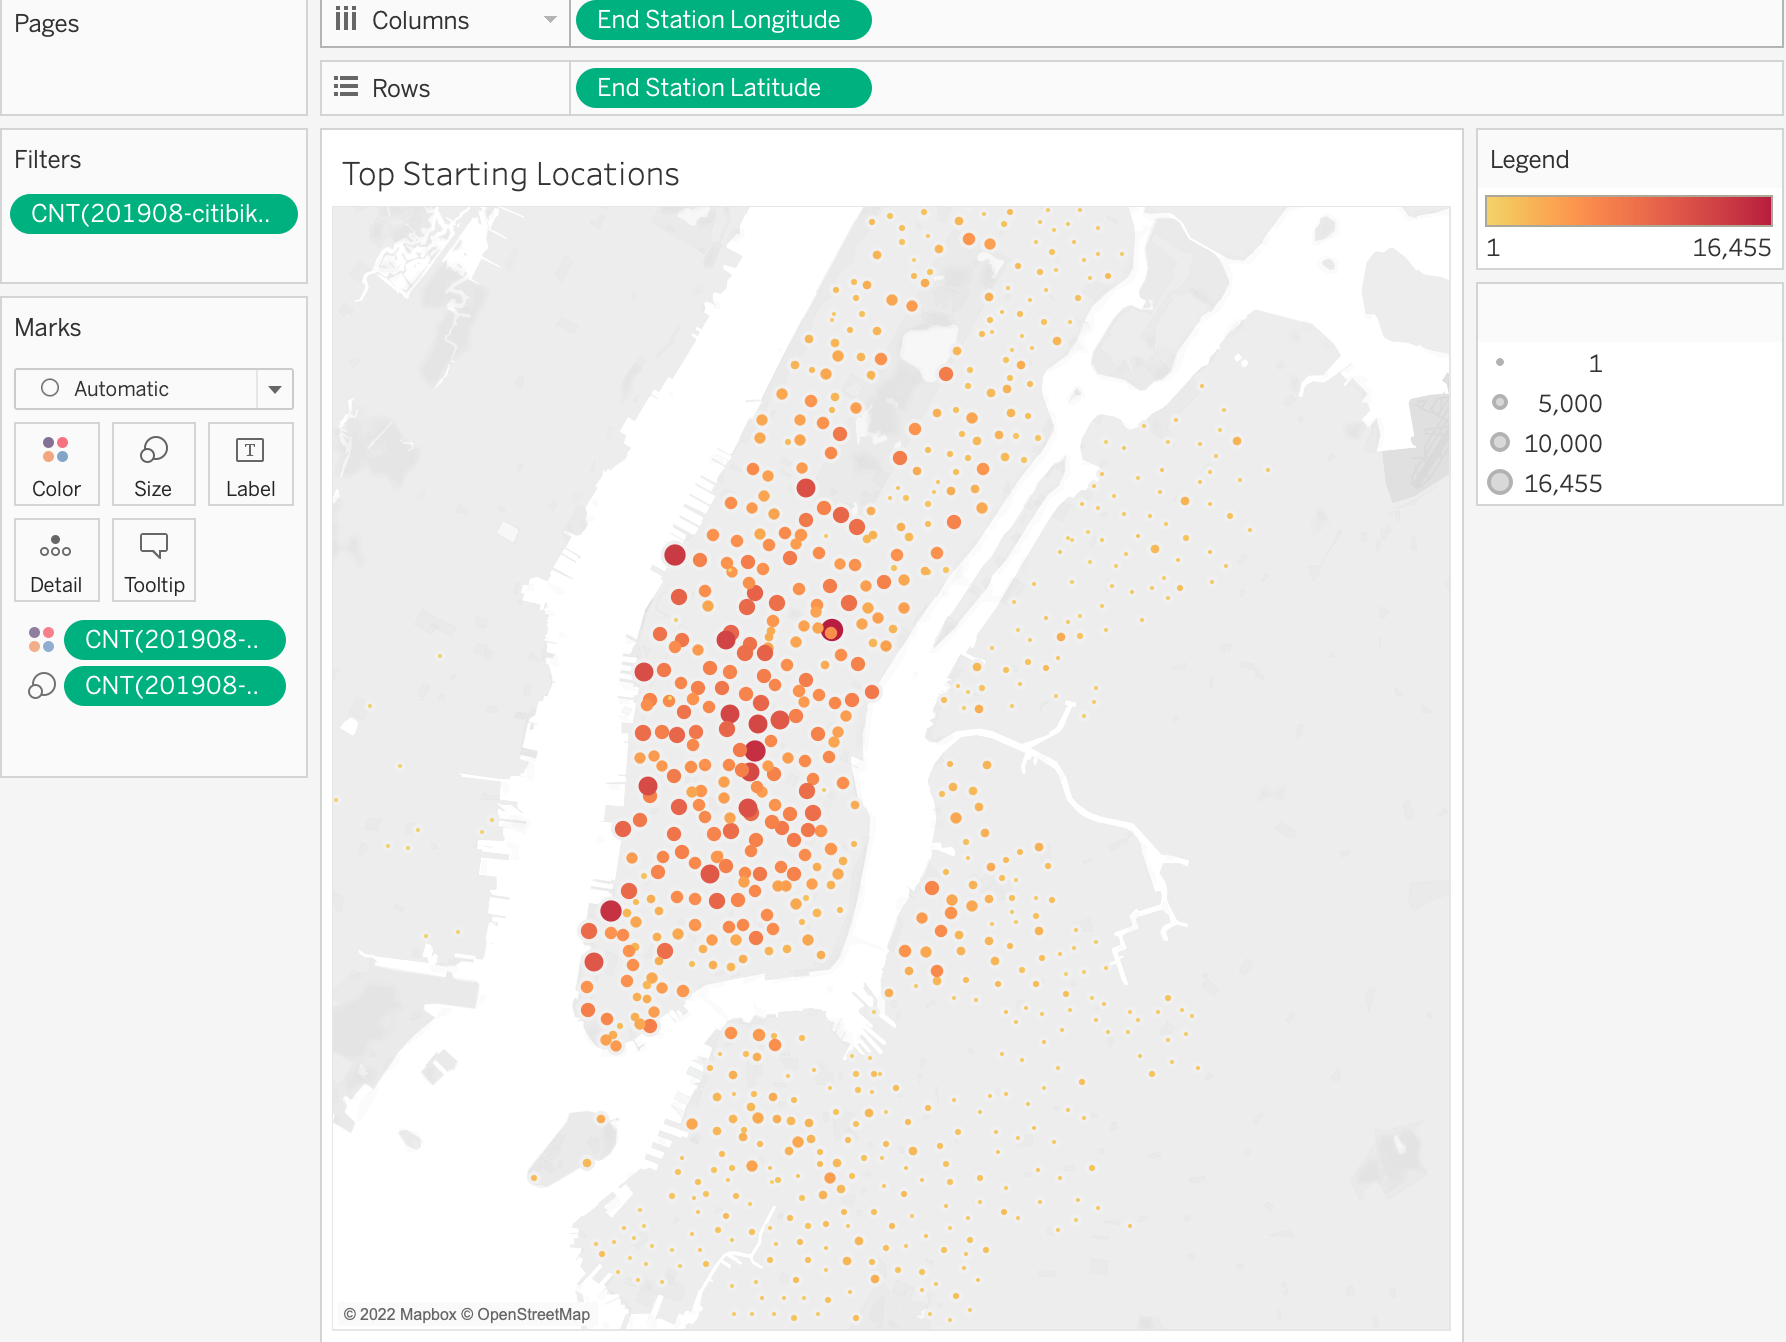 Pages
Columns
End Station Longitude
Rows
End Station Latitude
Filters
CNT(201908-citibik..
Marks
Automatic
Color
Size
T
Label
Detail
Tooltip
CNT(201908-..
CNT(201908-..
Top Starting Locations
© 2022 Mapbox © OpenStreetMap
Legend
1
16,455
1
5,000
10,000
16,455